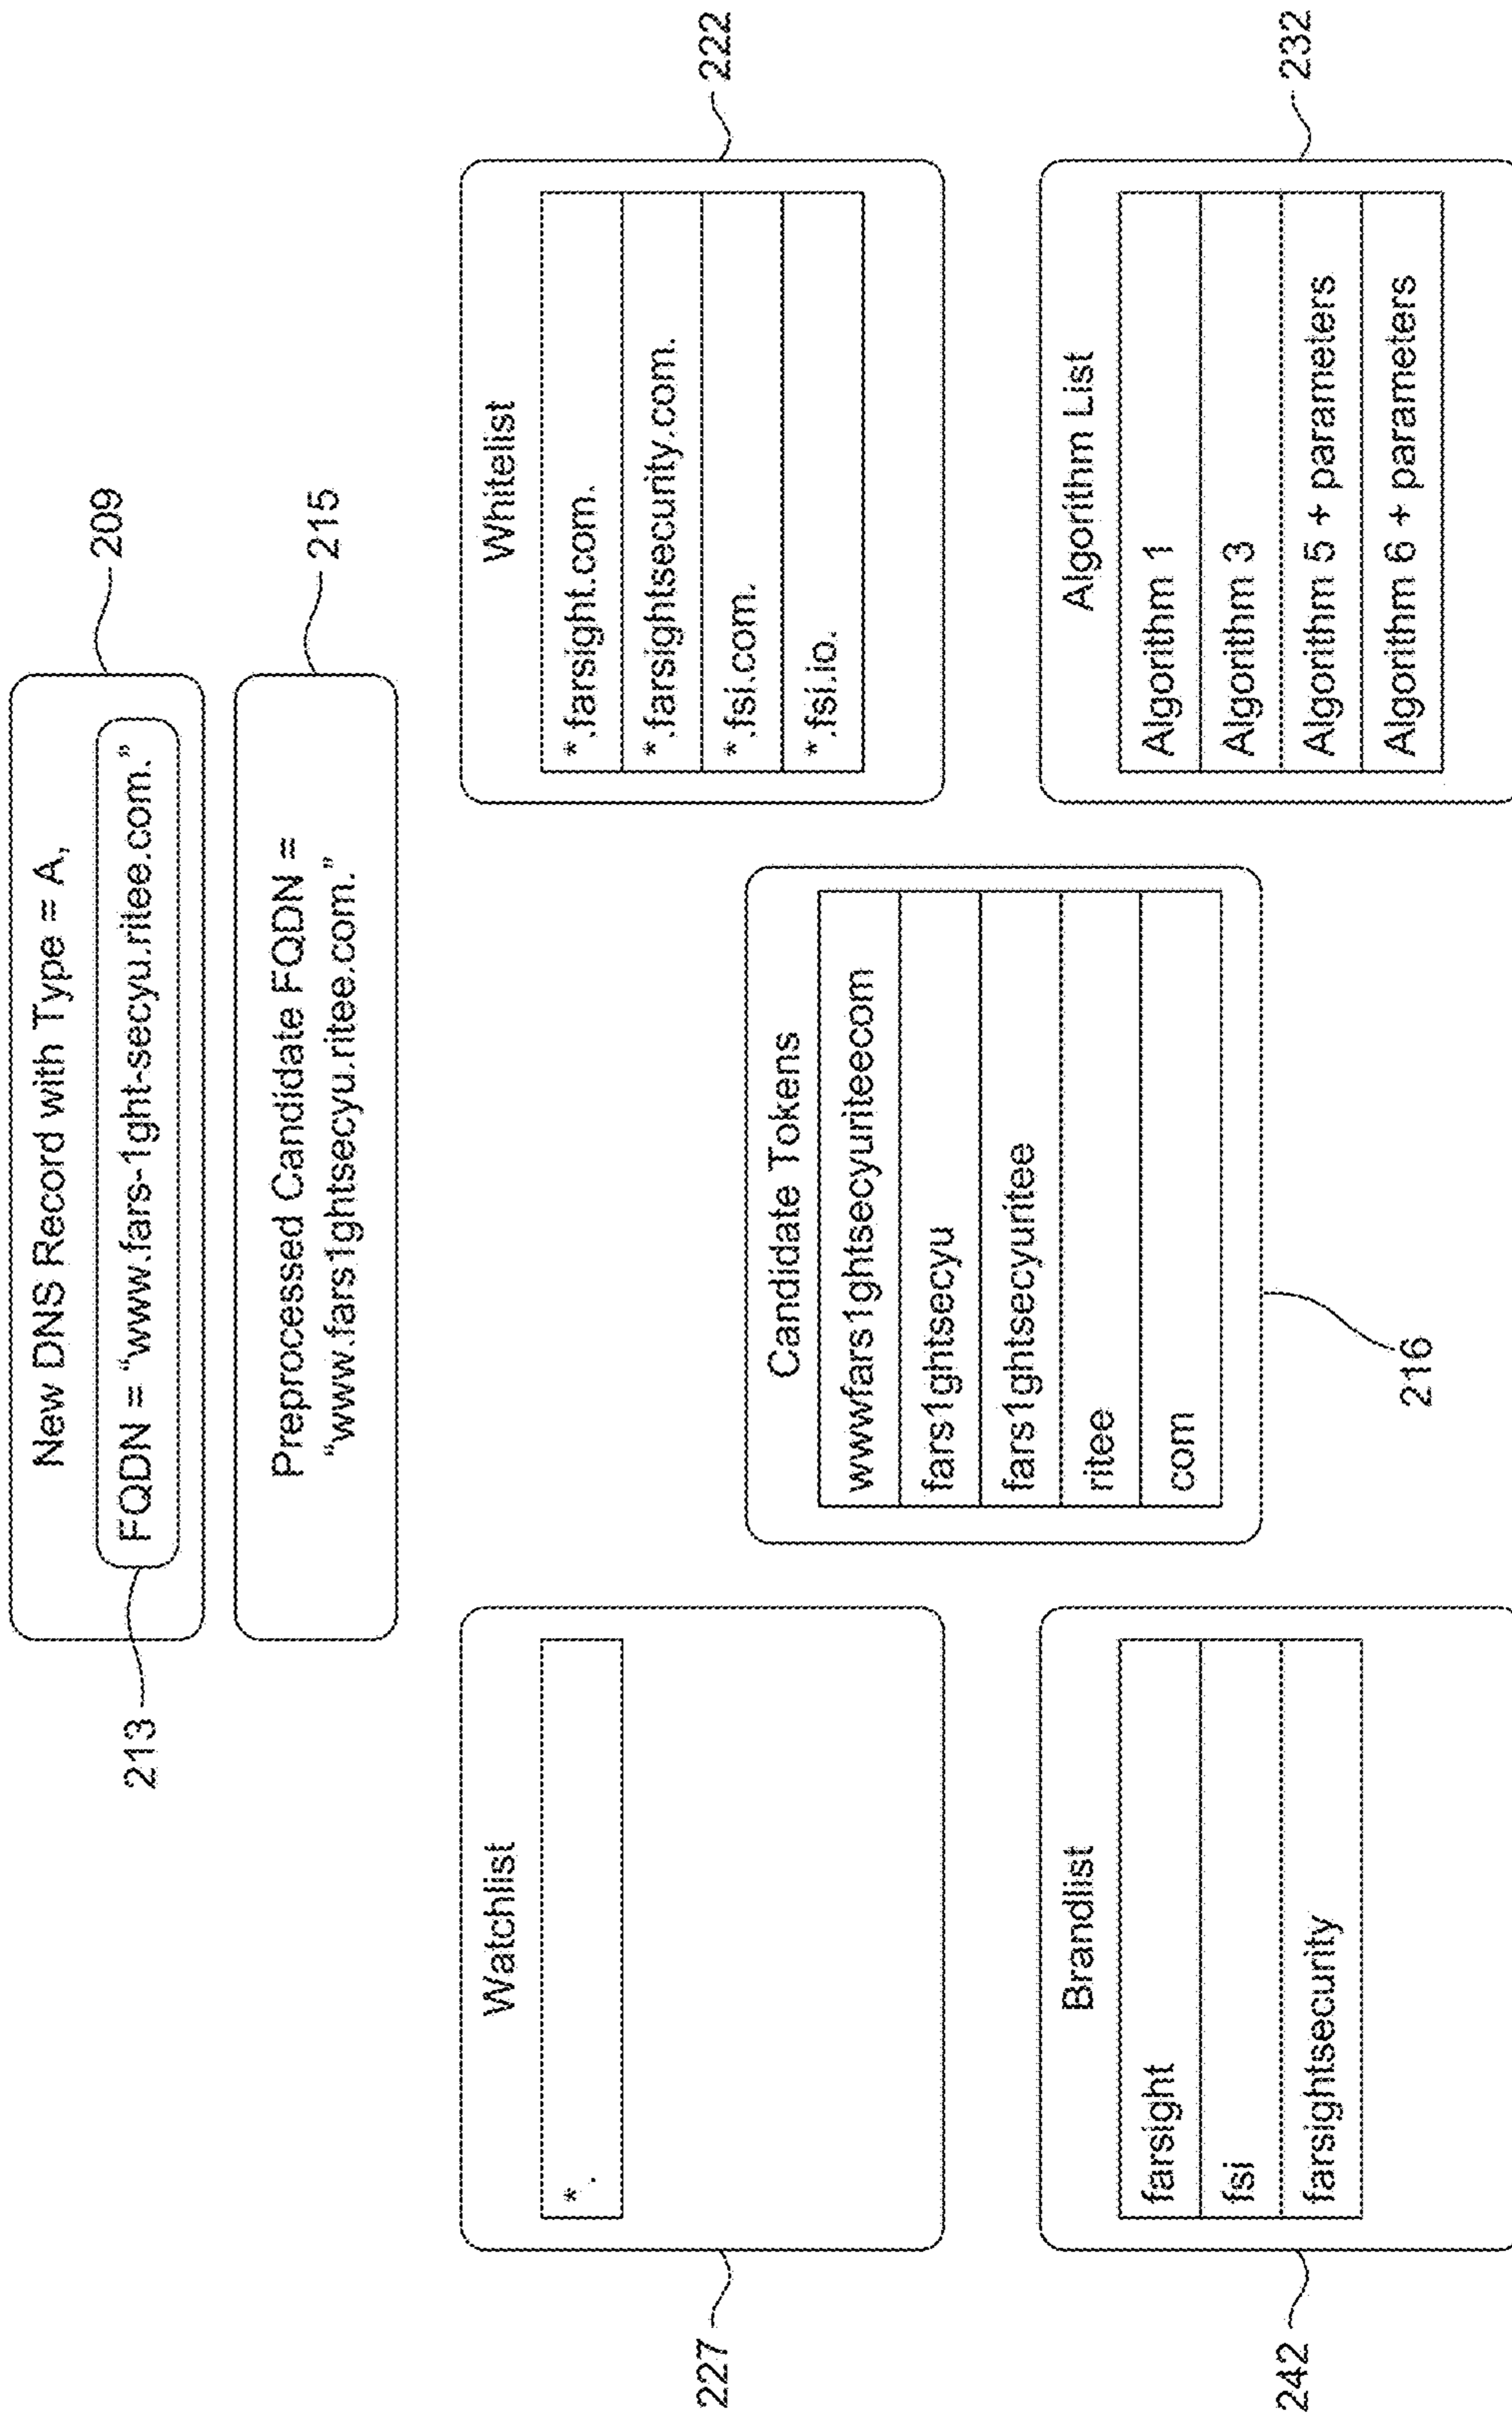 New DNS Record with Type = A,
FQDN = “www.fars-1ght-secyu.ritee.com.”
209
213
Preprocessed Candidate FQDN =
“www.fars1ghtsecyu.ritee.com.”
215
Watchlist
*.
227
Whitelist
*.farsight.com.
*.farsightsecurity.com.
*.fsi.com.
*.fsi.io.
222
Candidate Tokens
wwwfars1ghtsecyuriteecom
fars1ghtsecyu
fars1ghtsecyuritee
ritee
com
216
Brandlist
farsight
fsi
farsightsecurity
242
Algorithm List
Algorithm 1
Algorithm 3
Algorithm 5 + parameters
Algorithm 6 + parameters
232